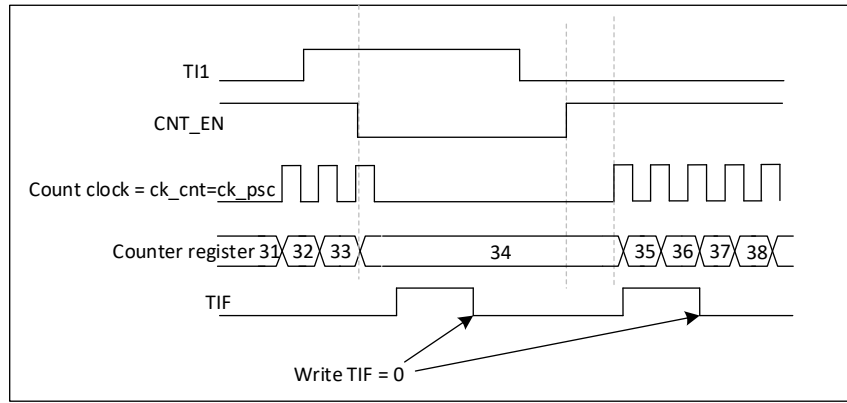 TI1
CNT_EN
Count clock = ck_cnt=ck_psc
Counter register 31 32 33 34 35 36 37 38
TIF
Write TIF = 0